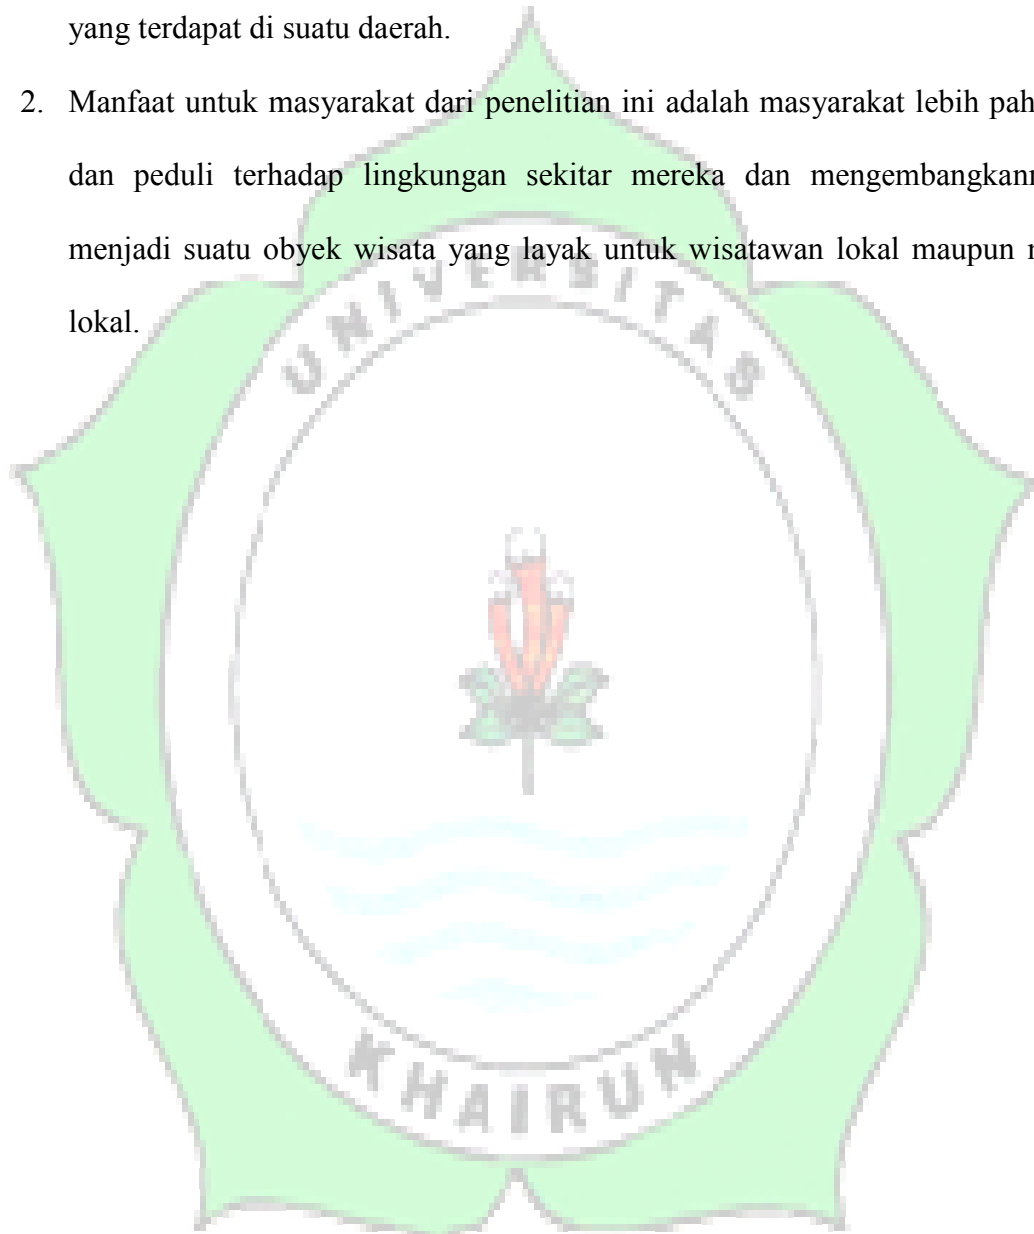 yang terdapat di suatu daerah.
2. Manfaat untuk masyarakat dari penelitian ini adalah masyarakat lebih pah
dan peduli terhadap lingkungan sekitar mereka dan mengembangkann
menjadi suatu obyek wisata yang layak untuk wisatawan lokal maupun n
lokal.
UNIVERSITAS
KHAIRUN